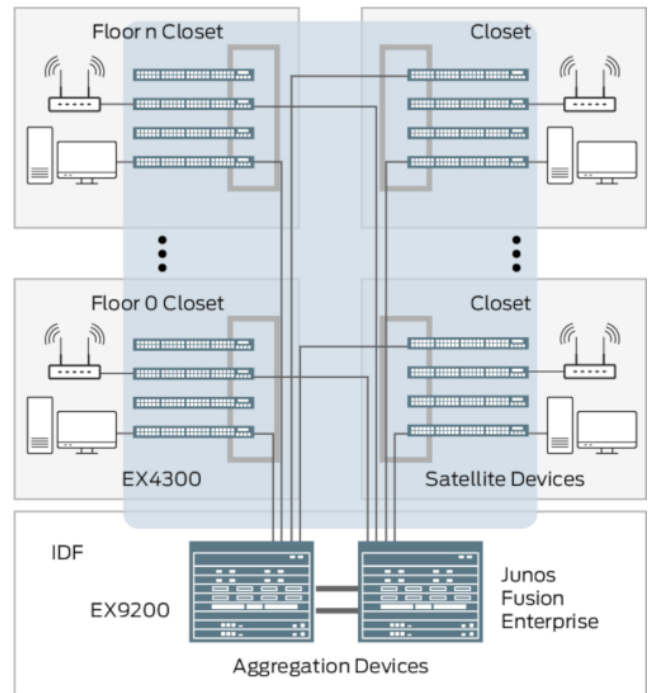 Floor n Closet
Closet
Floor 0 Closet
Closet
EX4300
Satellite Devices
IDF
EX9200
Junos
Fusion
Enterprise
Aggregation Devices